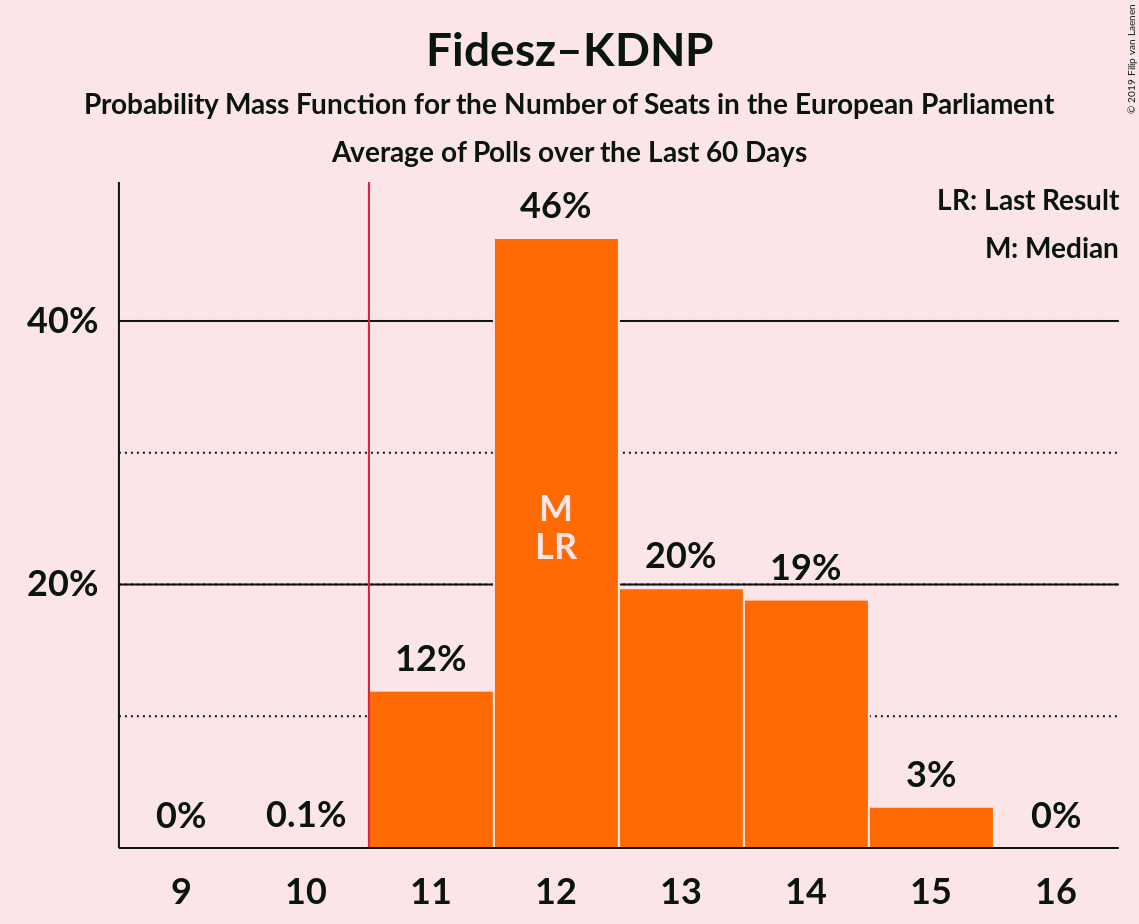 Fidesz–KDNP
Probability Mass Function for the Number of Seats in the European Parliament
Average of Polls over the Last 60 Days
© 2019 Filip van Laenen
LR: Last Result
M: Median
46%
40%
M
LR
20%
19%
20%
12%
3%
0%
0.1%
0%
9 10 11 12 13 14 15 16